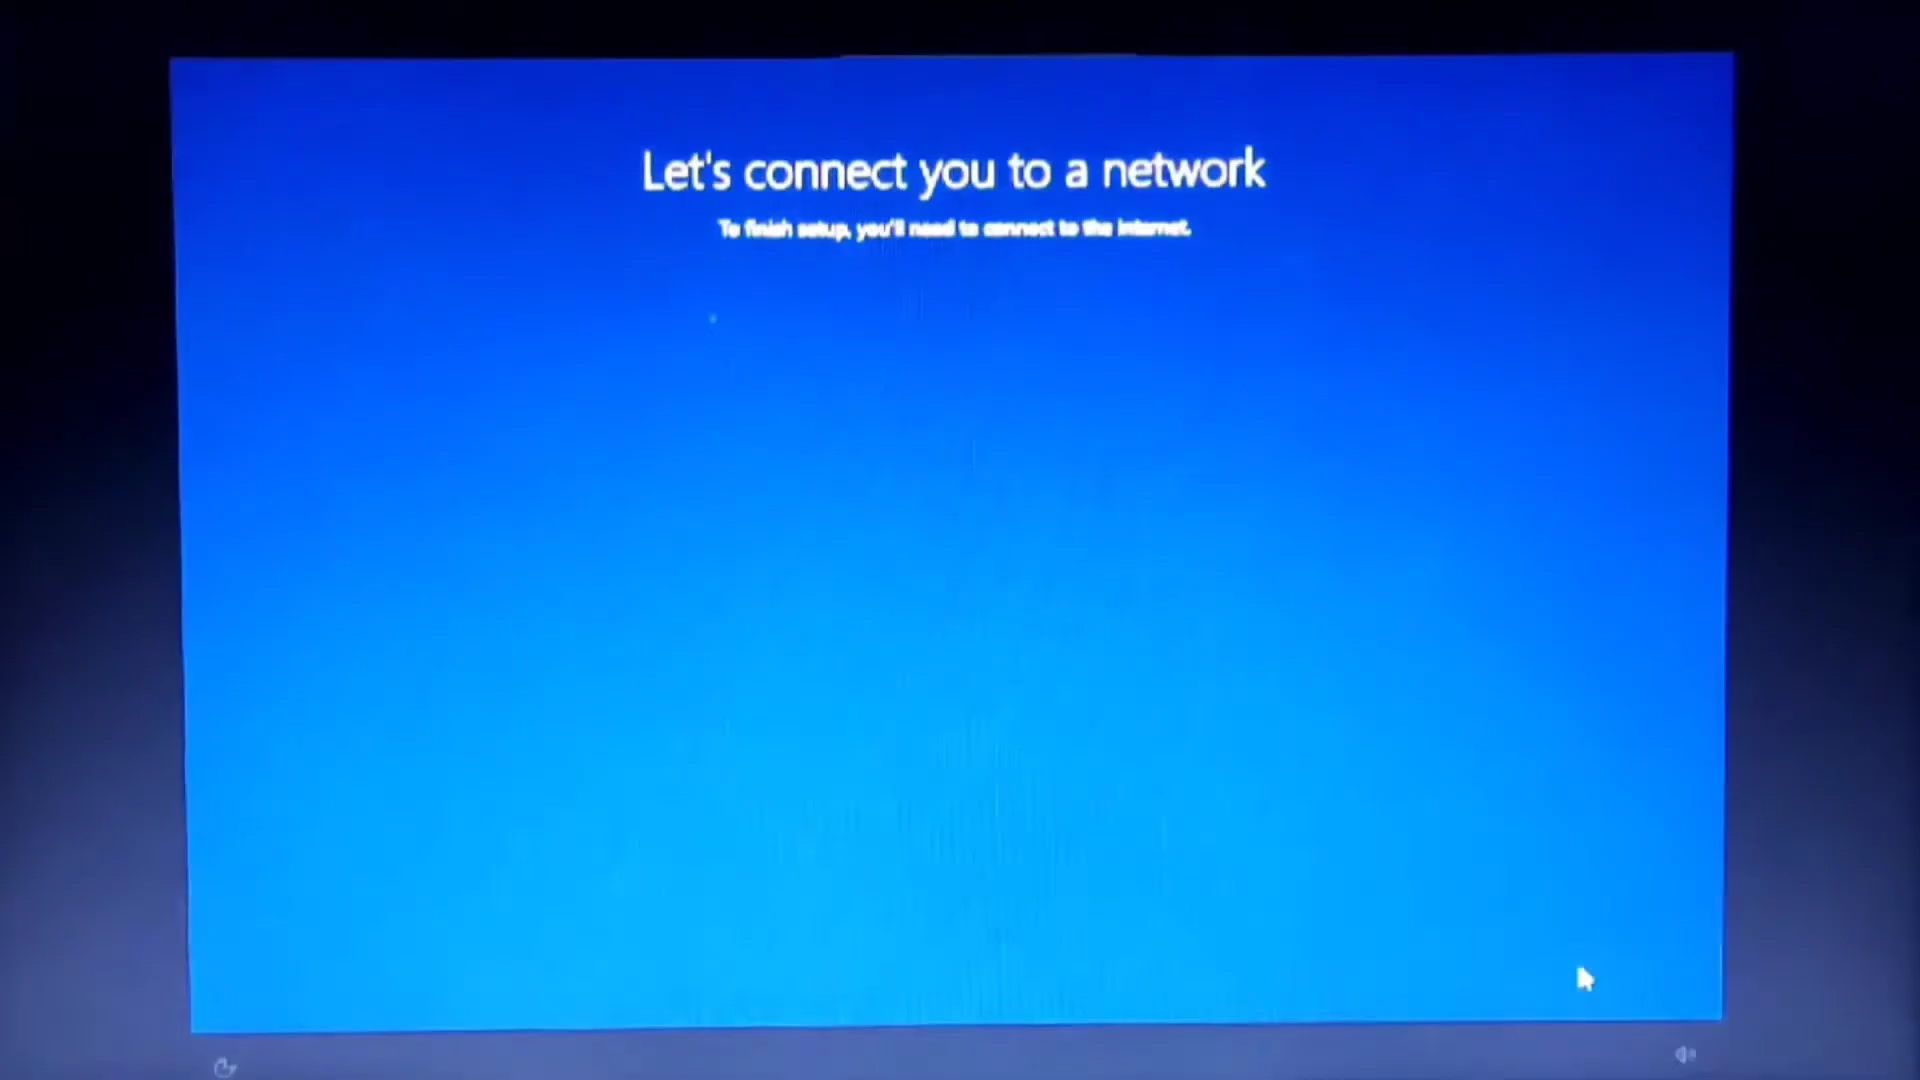 Let's connect you to a network
To finish setup, you'll need to connect to the internet.